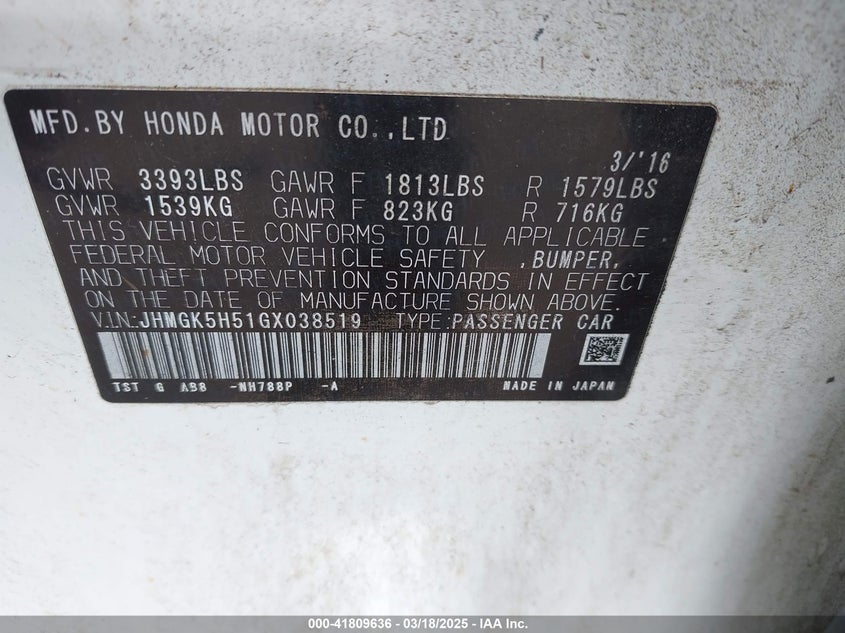 MFD.BY HONDA MOTOR CO.,LTD
3/'16
GVWR 3393LBS GAWR F 1813LBS R 1579LBS
GVWR 1539KG GAWR F 823KG R 716KG
THIS VEHICLE CONFORMS TO ALL APPLICABLE
FEDERAL MOTOR VEHICLE SAFETY ,BUMPER,
AND THEFT PREVENTION STANDARDS IN EFFECT
ON THE DATE OF MANUFACTURE SHOWN ABOVE.
VIN:JHMGK5H51GX038519 TYPE:PASSENGER CAR
TST G AB8 -NH788P -A MADE IN JAPAN
000-41809636 - 03/18/2025 - IAA Inc.